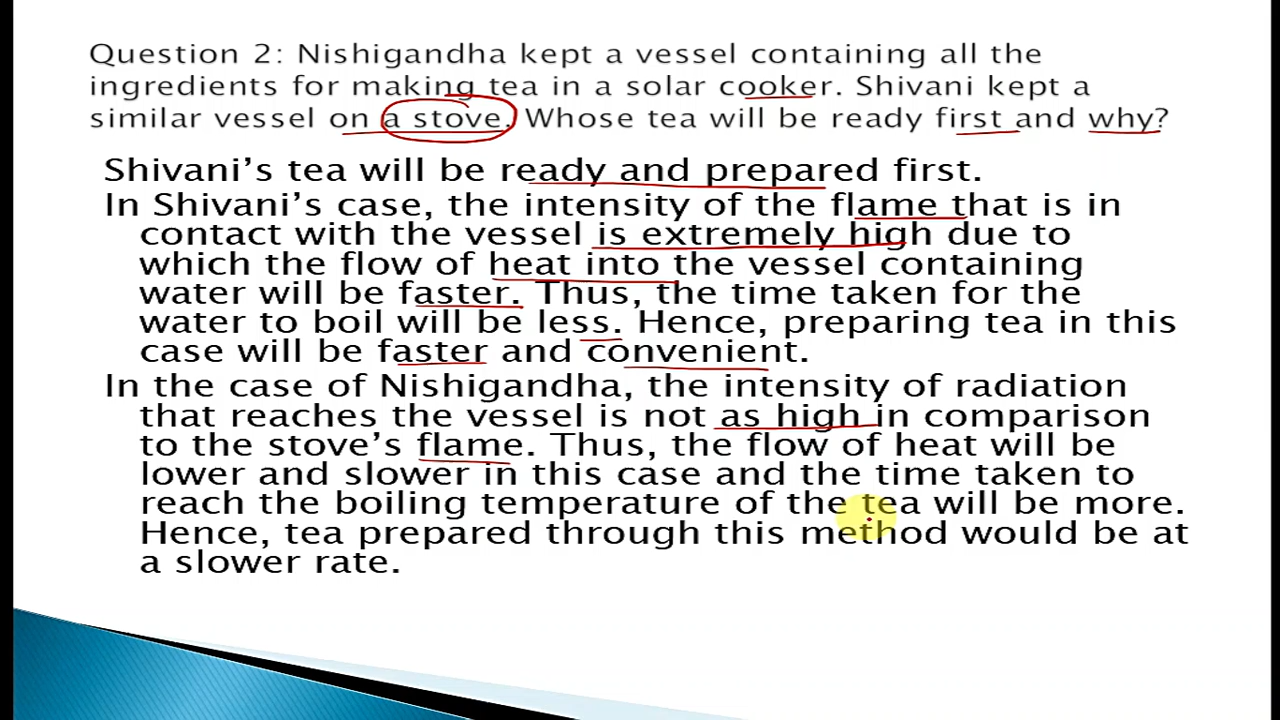 Question 2: Nishigandha kept a vessel containing all the
ingredients for making tea in a solar cooker. Shivani kept a
similar vessel on a stove. Whose tea will be ready first and why?
Shivani's tea will be ready and prepared first.
In Shivani's case, the intensity of the flame that is in
contact with the vessel is extremely high due to
which the flow of heat into the vessel containing
water will be faster. Thus, the time taken for the
water to boil will be less. Hence, preparing tea in this
case will be faster and convenient.
In the case of Nishigandha, the intensity of radiation
that reaches the vessel is not as high in comparison
to the stove's flame. Thus, the flow of heat will be
lower and slower in this case and the time taken to
reach the boiling temperature of the tea will be more.
Hence, tea prepared through this method would be at
a slower rate.